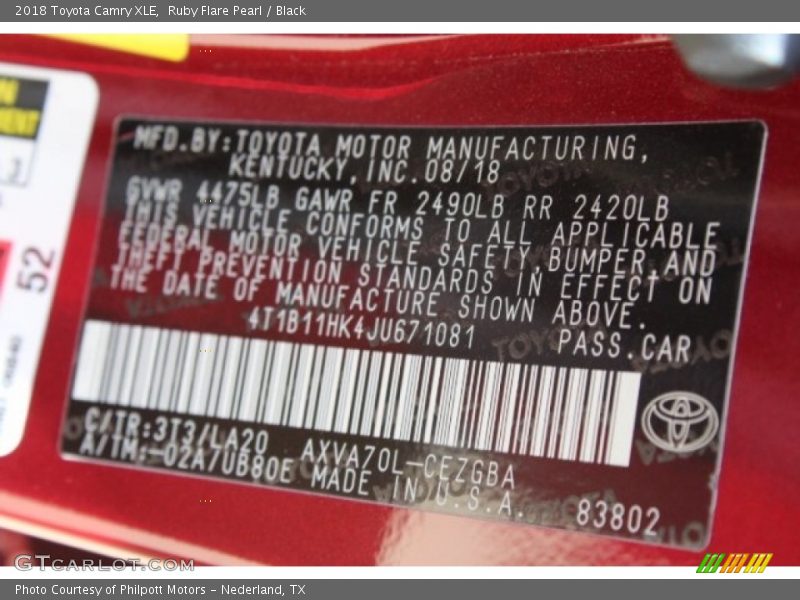 2018 Toyota Camry XLE,  Ruby Flare Pearl / Black
MFD.BY:TOYOTA MOTOR MANUFACTURING,
KENTUCKY,INC.08/18
GVWR 4475LB GAWR FR 2490LB RR 2420LB
THIS VEHICLE CONFORMS TO ALL APPLICABLE
FEDERAL MOTOR VEHICLE SAFETY,BUMPER,AND
THEFT PREVENTION STANDARDS IN EFFECT ON
THE DATE OF MANUFACTURE SHOWN ABOVE.
4T1B11HK4JU671081
PASS.CAR
C/TR:3T3/LA20 AXVA70L-CEZGBA
A/TM:-02A/UB80E MADE IN U.S.A.
83802
52
GTCARLOT.COM
Photo Courtesy of Philpott Motors - Nederland, TX